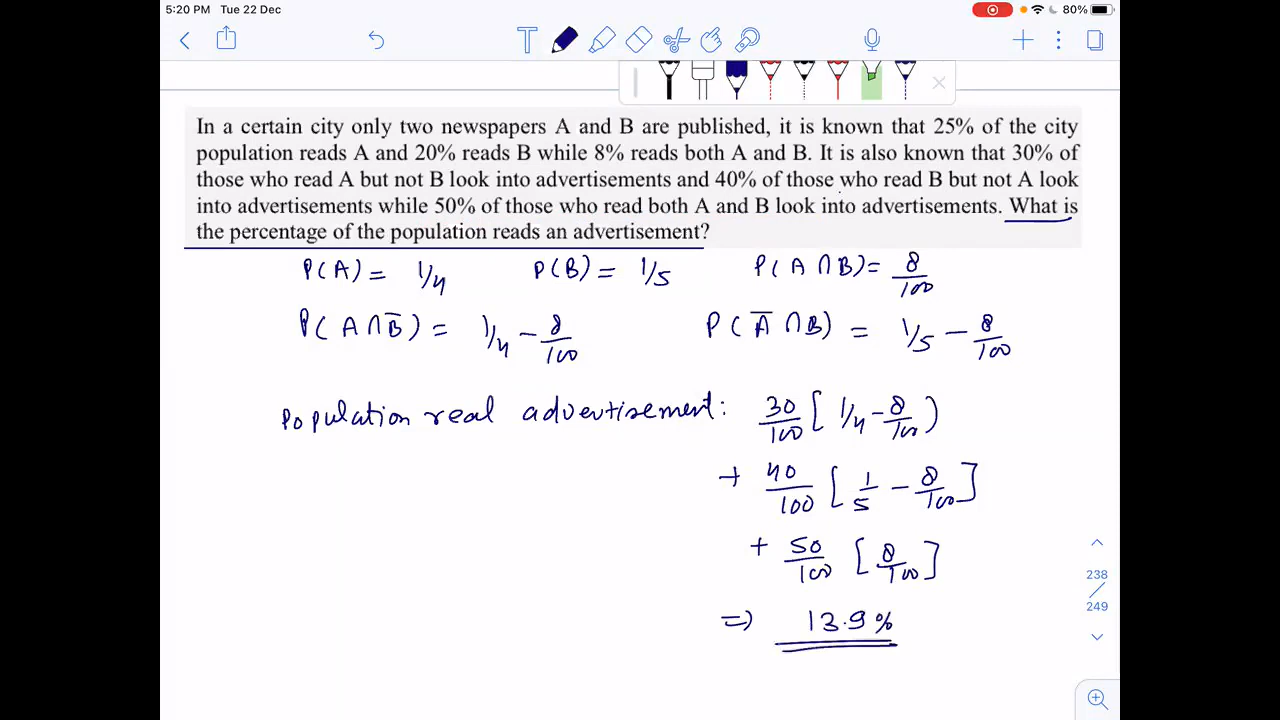 5:20 PM Tue 22 Dec
80%
In a certain city only two newspapers A and B are published, it is known that 25% of the city
population reads A and 20% reads B while 8% reads both A and B. It is also known that 30% of
those who read A but not B look into advertisements and 40% of those who read B but not A look
into advertisements while 50% of those who read both A and B look into advertisements. What is
the percentage of the population reads an advertisement?
P(A) = 1/4 P(B) = 1/5 P(A∩B) = 8/100
P(A∩B̅) = 1/4 - 8/100 P(A̅∩B) = 1/5 - 8/100
Population real advertisement: 30/100 [1/4 - 8/100)
+ 40/100 [1/5 - 8/100]
+ 50/100 [8/100]
=> 13.9%
238
249